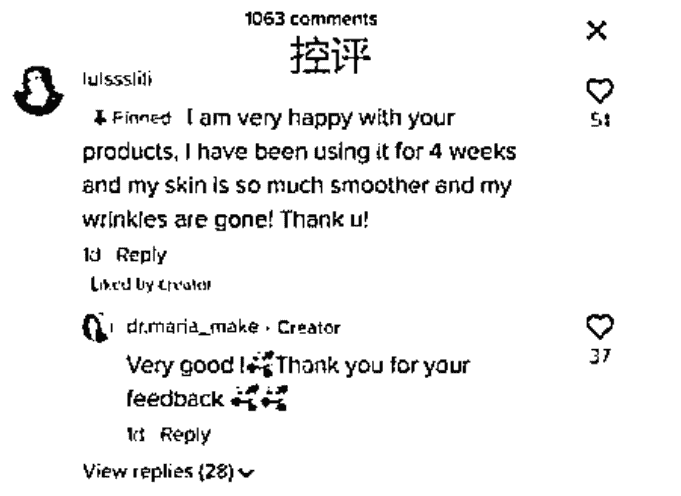 1063 comments
控评
lulssslili
Pinned I am very happy with your
products, I have been using it for 4 weeks
and my skin is so much smoother and my
wrinkles are gone! Thank u!
1d Reply
Liked by Creator
dr.maria_make · Creator
Very good! Thank you for your
feedback
1d Reply
37
View replies (28)